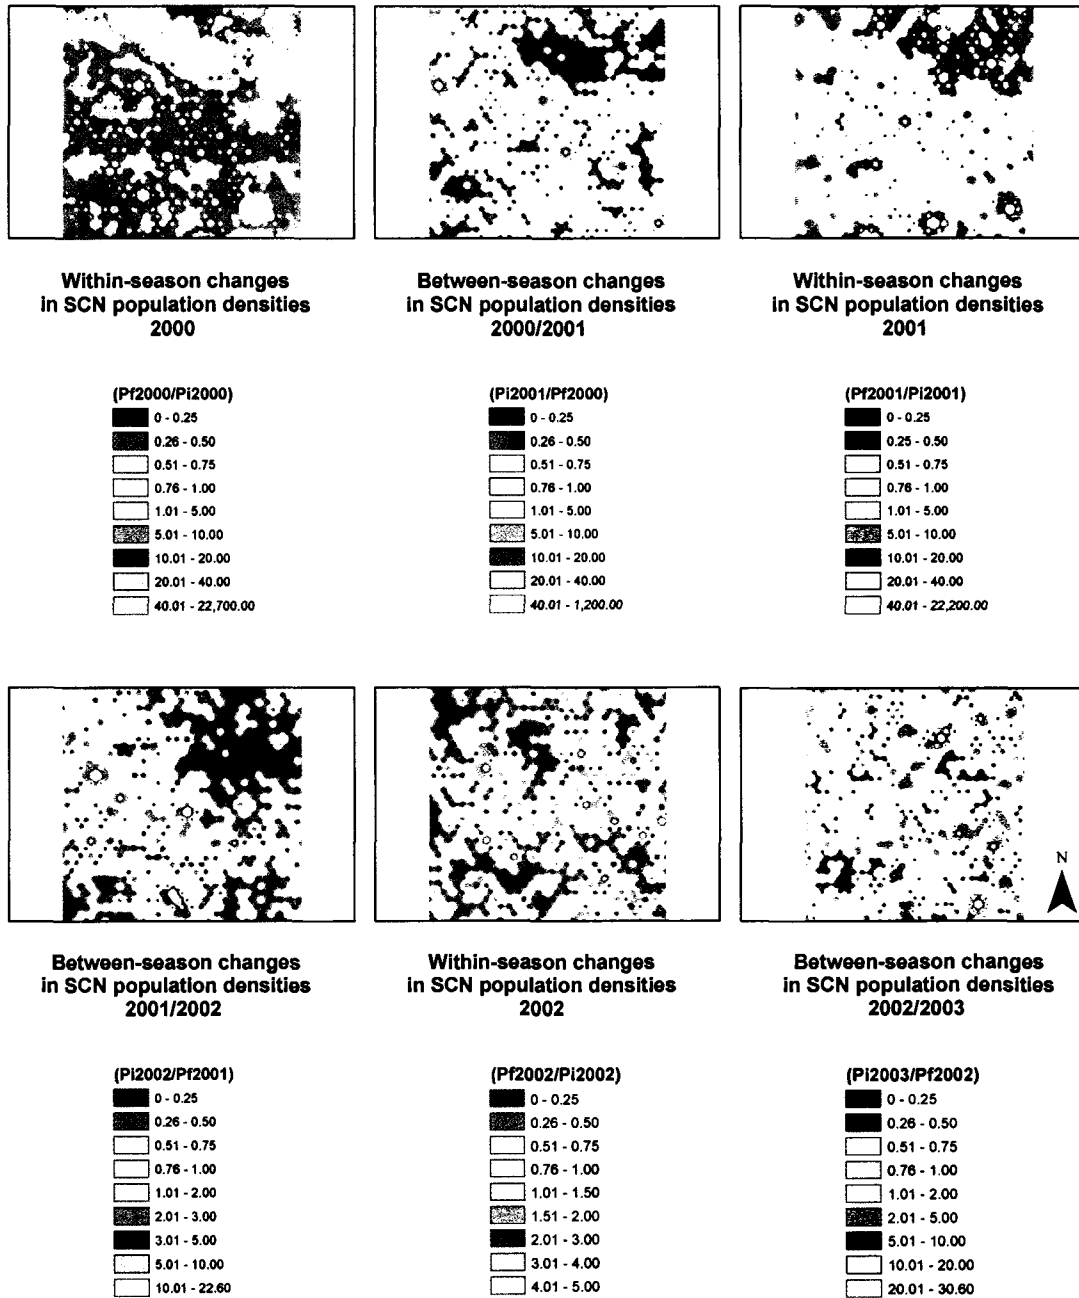 Within-season changes
in SCN population densities
2000
Between-season changes
in SCN population densities
2000/2001
Within-season changes
in SCN population densities
2001
(Pf2000/Pi2000)
0 - 0.25
0.26 - 0.50
0.51 - 0.75
0.76 - 1.00
1.01 - 5.00
5.01 - 10.00
10.01 - 20.00
20.01 - 40.00
40.01 - 22,700.00
(Pi2001/Pf2000)
0 - 0.25
0.26 - 0.50
0.51 - 0.75
0.76 - 1.00
1.01 - 5.00
5.01 - 10.00
10.01 - 20.00
20.01 - 40.00
40.01 - 1,200.00
(Pf2001/Pi2001)
0 - 0.25
0.25 - 0.50
0.51 - 0.75
0.76 - 1.00
1.01 - 5.00
5.01 - 10.00
10.01 - 20.00
20.01 - 40.00
40.01 - 22,200.00
N
Between-season changes
in SCN population densities
2001/2002
Within-season changes
in SCN population densities
2002
Between-season changes
in SCN population densities
2002/2003
(Pi2002/Pf2001)
0 - 0.25
0.26 - 0.50
0.51 - 0.75
0.76 - 1.00
1.01 - 2.00
2.01 - 3.00
3.01 - 5.00
5.01 - 10.00
10.01 - 22.60
(Pf2002/Pi2002)
0 - 0.25
0.26 - 0.50
0.51 - 0.75
0.76 - 1.00
1.01 - 1.50
1.51 - 2.00
2.01 - 3.00
3.01 - 4.00
4.01 - 5.00
(Pi2003/Pf2002)
0 - 0.25
0.26 - 0.50
0.51 - 0.75
0.76 - 1.00
1.01 - 2.00
2.01 - 5.00
5.01 - 10.00
10.01 - 20.00
20.01 - 30.60